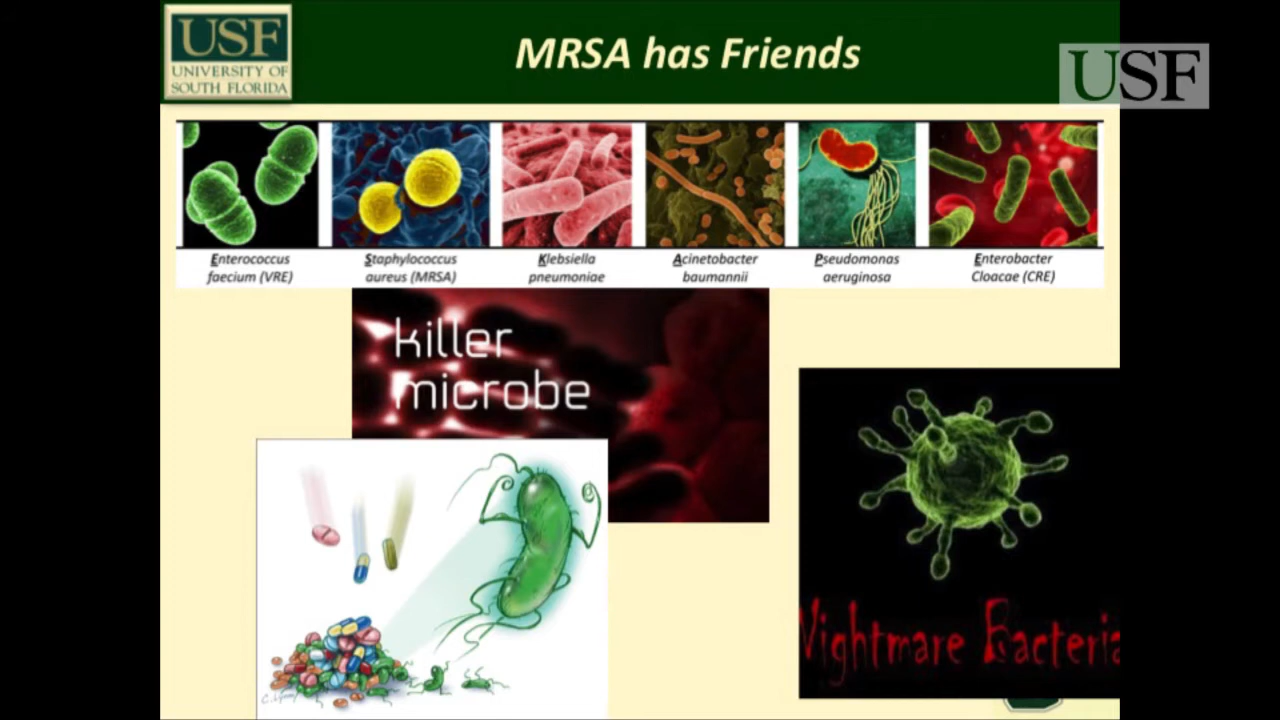 USF
UNIVERSITY OF
SOUTH FLORIDA
MRSA has Friends
USF
Enterococcus
faecium (VRE)
Staphylococcus
aureus (MRSA)
Klebsiella
pneumoniae
Acinetobacter
baumannii
Pseudomonas
aeruginosa
Enterobacter
Cloacae (CRE)
killer
microbe
Nightmare Bacteria